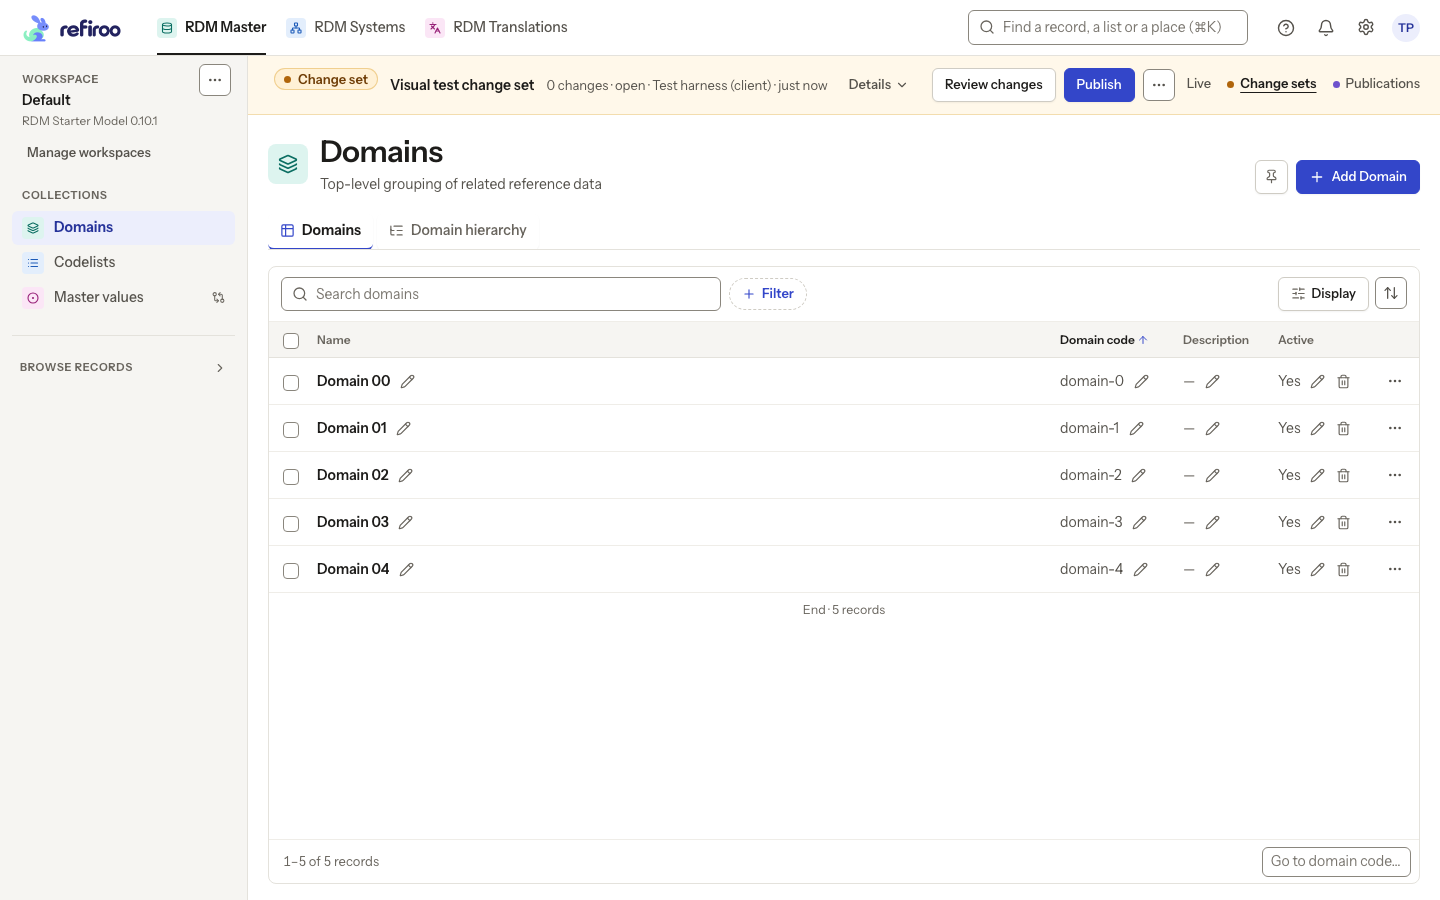 refiroo
RDM Master
RDM Systems
RDM Translations
Find a record, a list or a place (⌘K)
TP
WORKSPACE
Default
RDM Starter Model 0.10.1
Manage workspaces
COLLECTIONS
Domains
Codelists
Master values
BROWSE RECORDS
Change set
Visual test change set
0 changes · open · Test harness (client) · just now
Details
Review changes
Publish
Live
Change sets
Publications
Domains
Top-level grouping of related reference data
Add Domain
Domains
Domain hierarchy
Search domains
Filter
Display
Name Domain code Description Active
Domain 00 domain-0 — Yes
Domain 01 domain-1 — Yes
Domain 02 domain-2 — Yes
Domain 03 domain-3 — Yes
Domain 04 domain-4 — Yes
End · 5 records
1–5 of 5 records
Go to domain code...